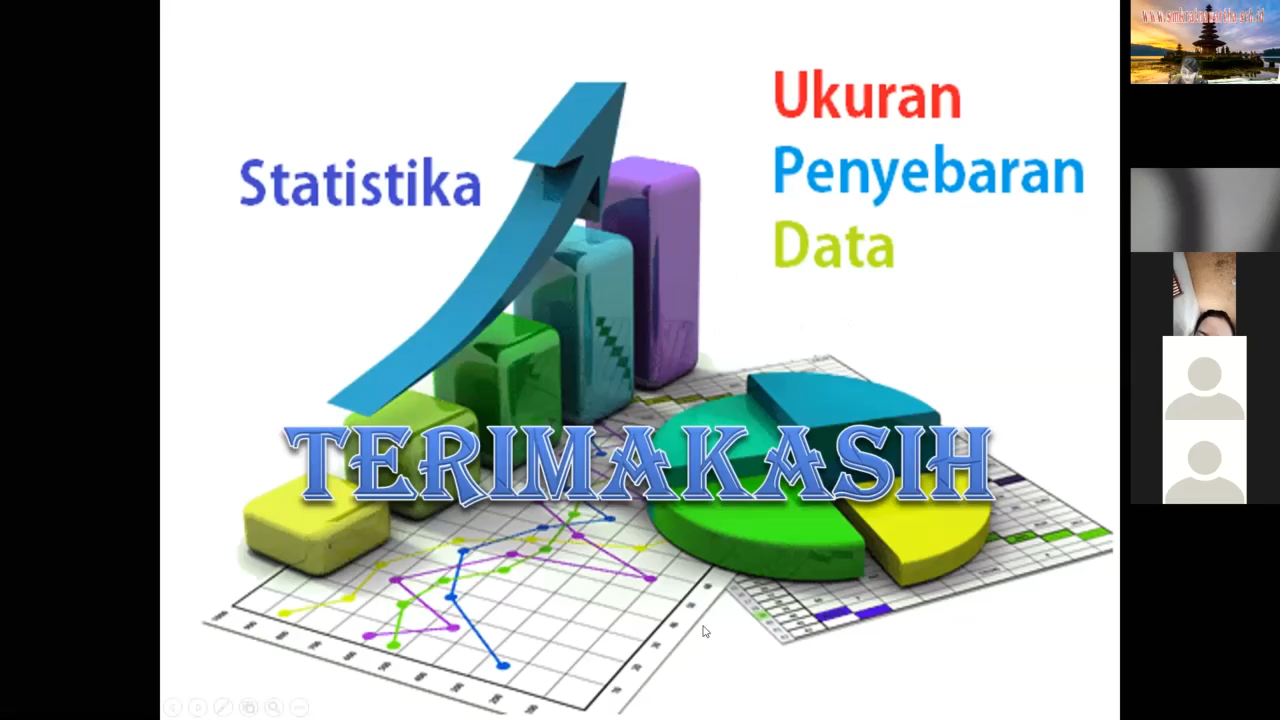 Statistika
Ukuran
Penyebaran
Data
TERIMAKASIH